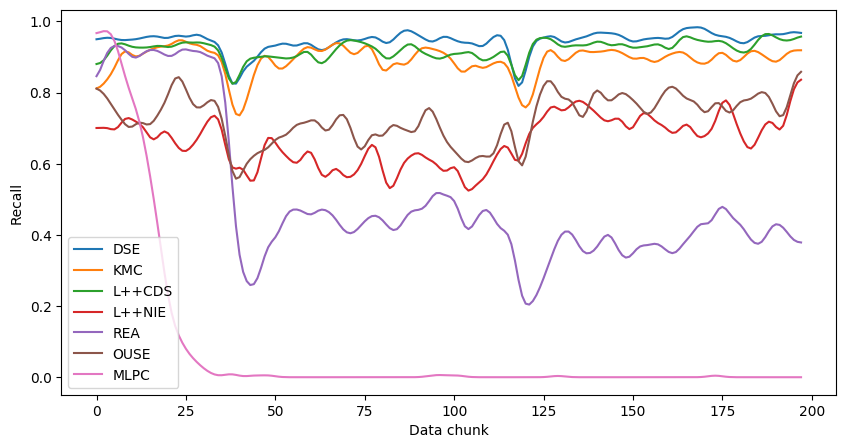 1.0
0.8
0.6
0.4
0.2
0.0
Recall
DSE
KMC
L++CDS
L++NIE
REA
OUSE
MLPC
0 25 50 75 100 125 150 175 200
Data chunk